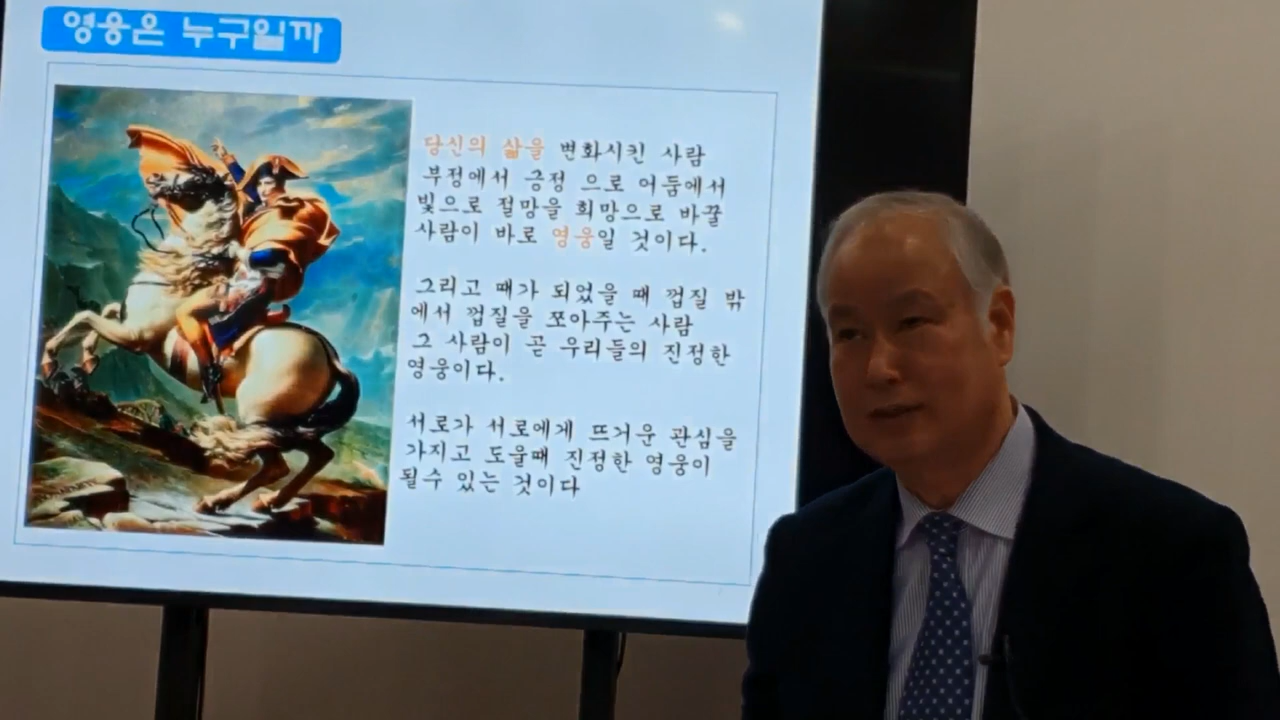 영웅은 누구일까
당신의 삶을 변화시킨 사람
부정에서 긍정 으로 어둠에서
빛으로 절망을 희망으로 바꿀
사람이 바로 영웅일 것이다.
그리고 때가 되었을 때 껍질 밖
에서 껍질을 쪼아주는 사람
그 사람이 곧 우리들의 진정한
영웅이다.
서로가 서로에게 뜨거운 관심을
가지고 도울때 진정한 영웅이
될수 있는 것이다